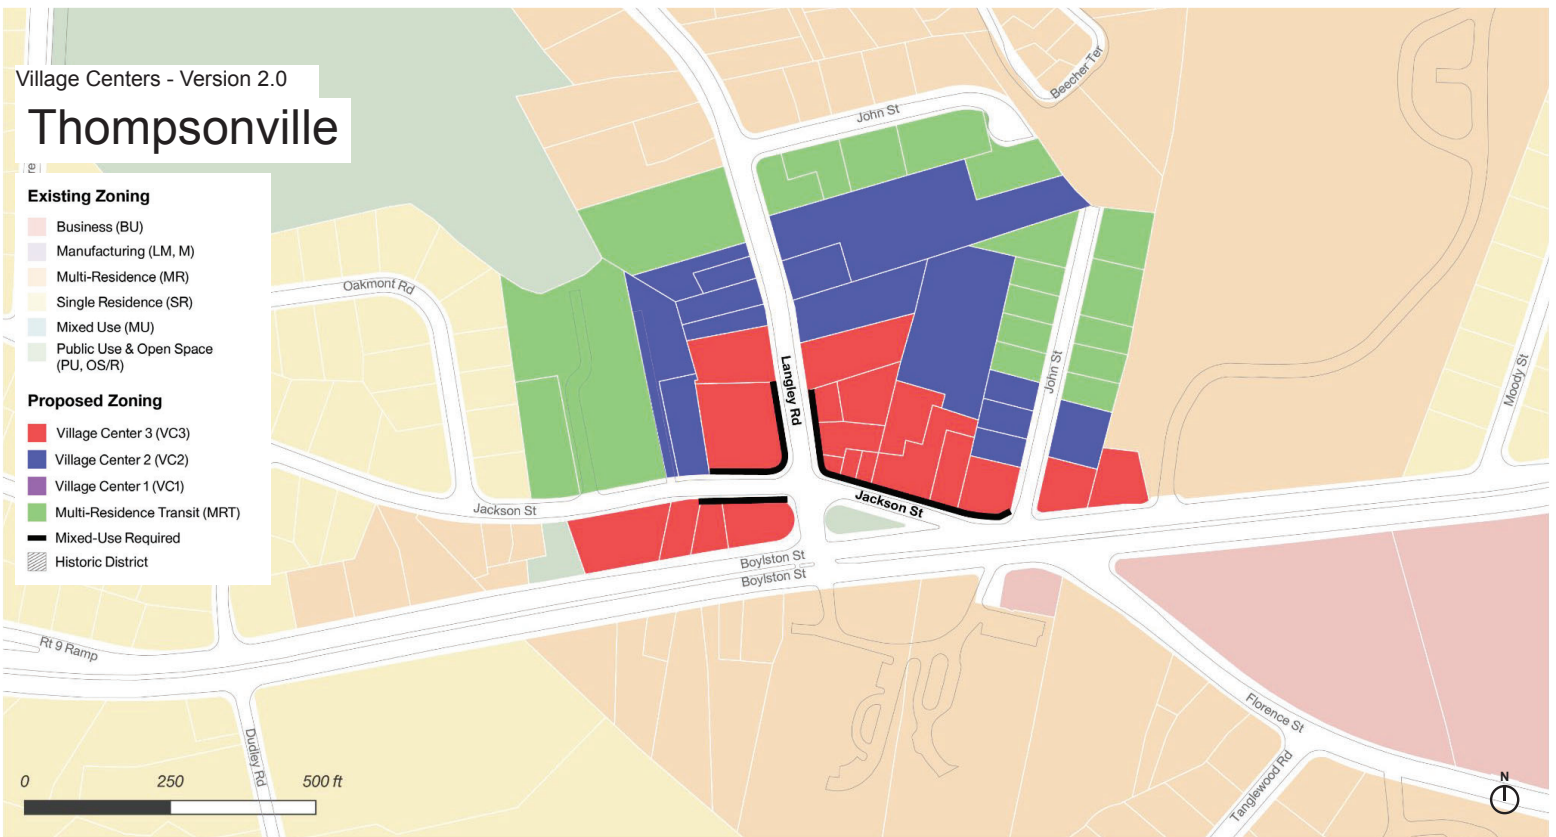 Village Centers - Version 2.0
Thompsonville
Existing Zoning
Business (BU)
Manufacturing (LM, M)
Multi-Residence (MR)
Single Residence (SR)
Mixed Use (MU)
Public Use & Open Space
(PU, OS/R)
Proposed Zoning
Village Center 3 (VC3)
Village Center 2 (VC2)
Village Center 1 (VC1)
Multi-Residence Transit (MRT)
Mixed-Use Required
Historic District
Beecher Ter
John St
Oakmont Rd
Langley Rd
John St
Moody St
Jackson St
Jackson St
Boylston St
Boylston St
Rt 9 Ramp
Dudley Rd
Florence St
Tanglewood Rd
0 250 500 ft
N